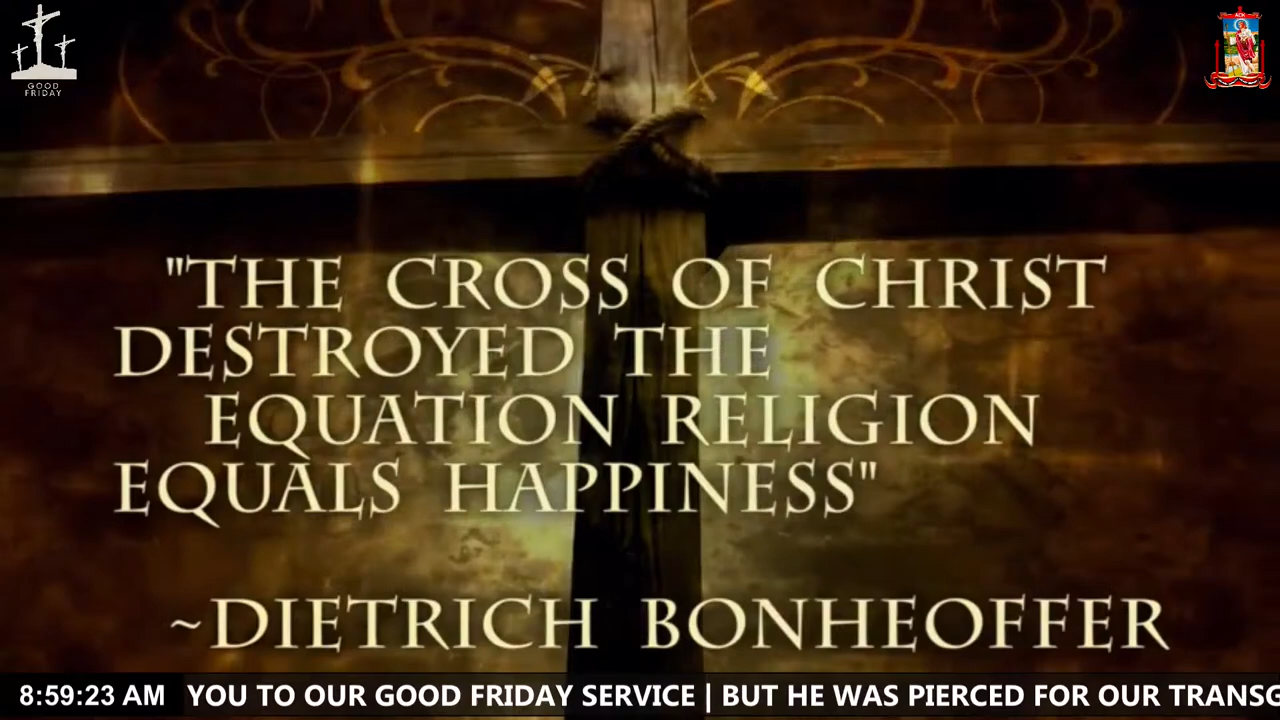 GOOD
FRIDAY
ACK
"THE CROSS OF CHRIST
DESTROYED THE
EQUATION RELIGION
EQUALS HAPPINESS"
~DIETRICH BONHEOFFER
8:59:23 AM YOU TO OUR GOOD FRIDAY SERVICE | BUT HE WAS PIERCED FOR OUR TRANSG